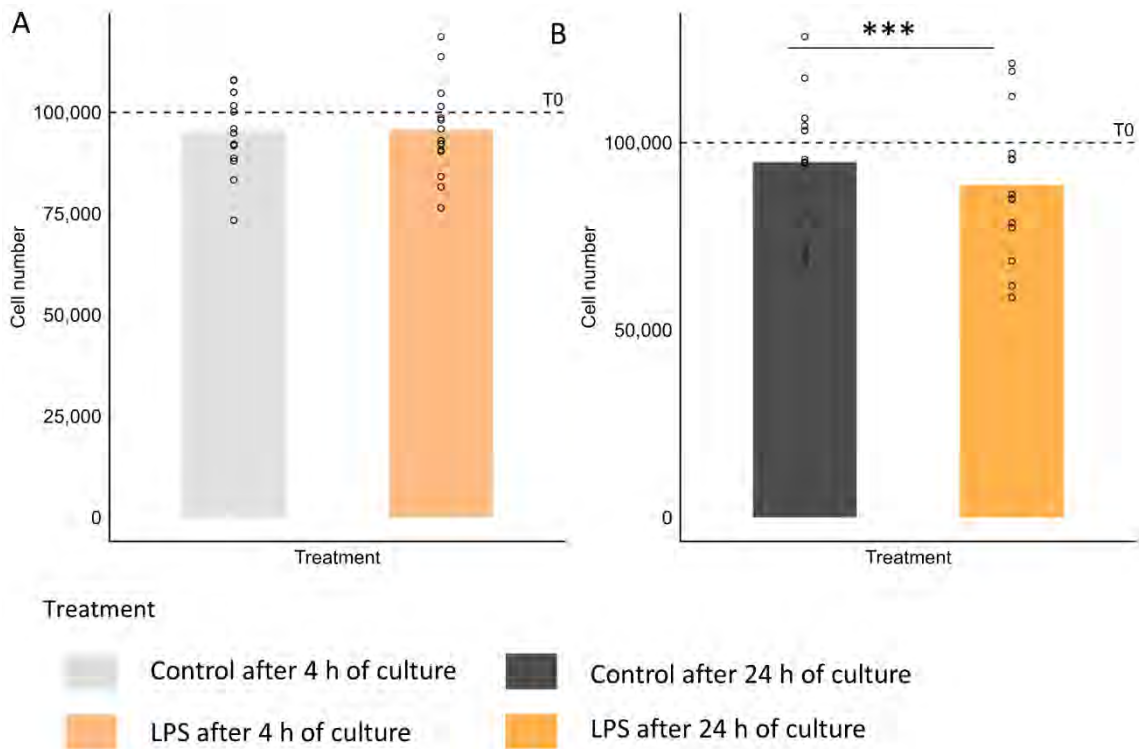 A
Cell number
100,000
75,000
50,000
25,000
0
T0
Treatment
B
***
Cell number
100,000
50,000
0
T0
Treatment
Treatment
Control after 4 h of culture
Control after 24 h of culture
LPS after 4 h of culture
LPS after 24 h of culture